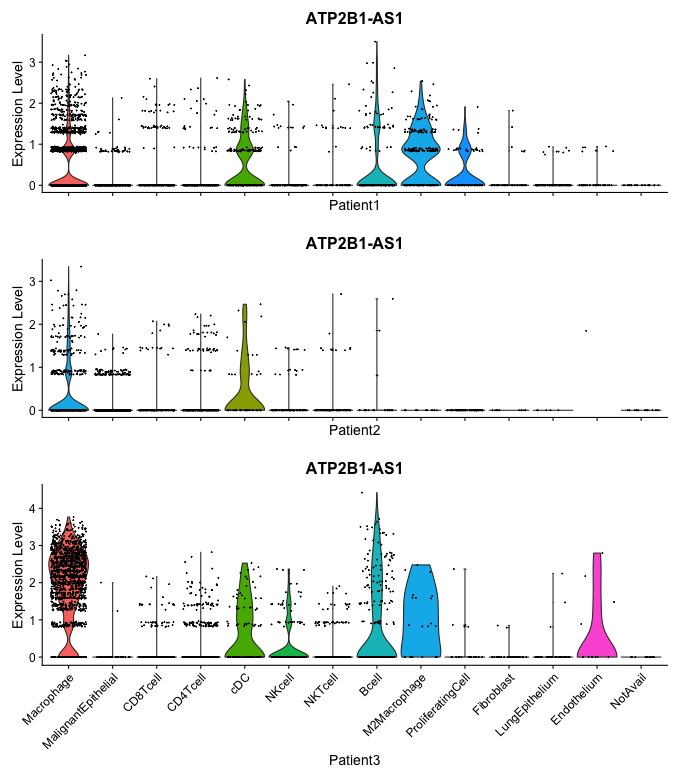 ATP2B1-AS1
Expression Level
3
2
1
0
Patient1
ATP2B1-AS1
Expression Level
3
2
1
0
Patient2
ATP2B1-AS1
Expression Level
4
3
2
1
0
Macrophage
MalignantEpithelial
CD8Tcell
CD4Tcell
cDC
NKcell
NKTcell
Bcell
M2Macrophage
ProliferatingCell
Fibroblast
LungEpithelium
Endothelium
NotAvail
Patient3